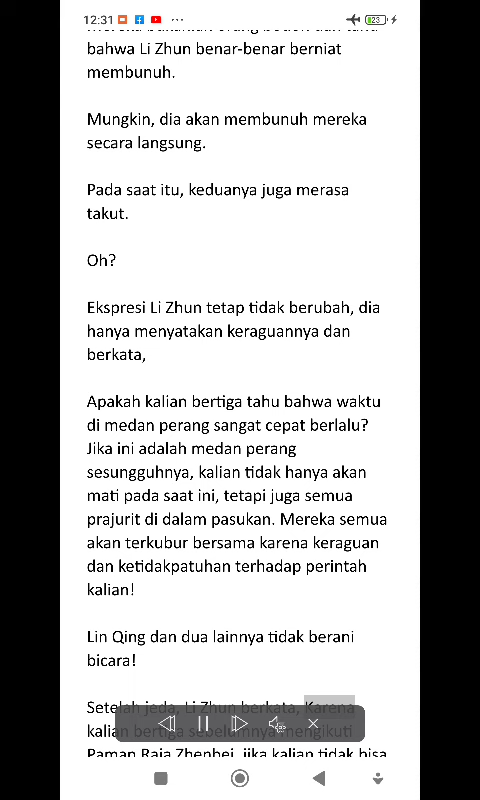 12:31
23
bahwa Li Zhun benar-benar berniat
membunuh.
Mungkin, dia akan membunuh mereka
secara langsung.
Pada saat itu, keduanya juga merasa
takut.
Oh?
Ekspresi Li Zhun tetap tidak berubah, dia
hanya menyatakan keraguannya dan
berkata,
Apakah kalian bertiga tahu bahwa waktu
di medan perang sangat cepat berlalu?
Jika ini adalah medan perang
sesungguhnya, kalian tidak hanya akan
mati pada saat ini, tetapi juga semua
prajurit di dalam pasukan. Mereka semua
akan terkubur bersama karena keraguan
dan ketidakpatuhan terhadap perintah
kalian!
Lin Qing dan dua lainnya tidak berani
bicara!
Setelah jeda, Li Zhun berkata, Karena
kalian bertiga sebelumnya mengikuti
Paman Raja Zhenbei, jika kalian tidak bisa